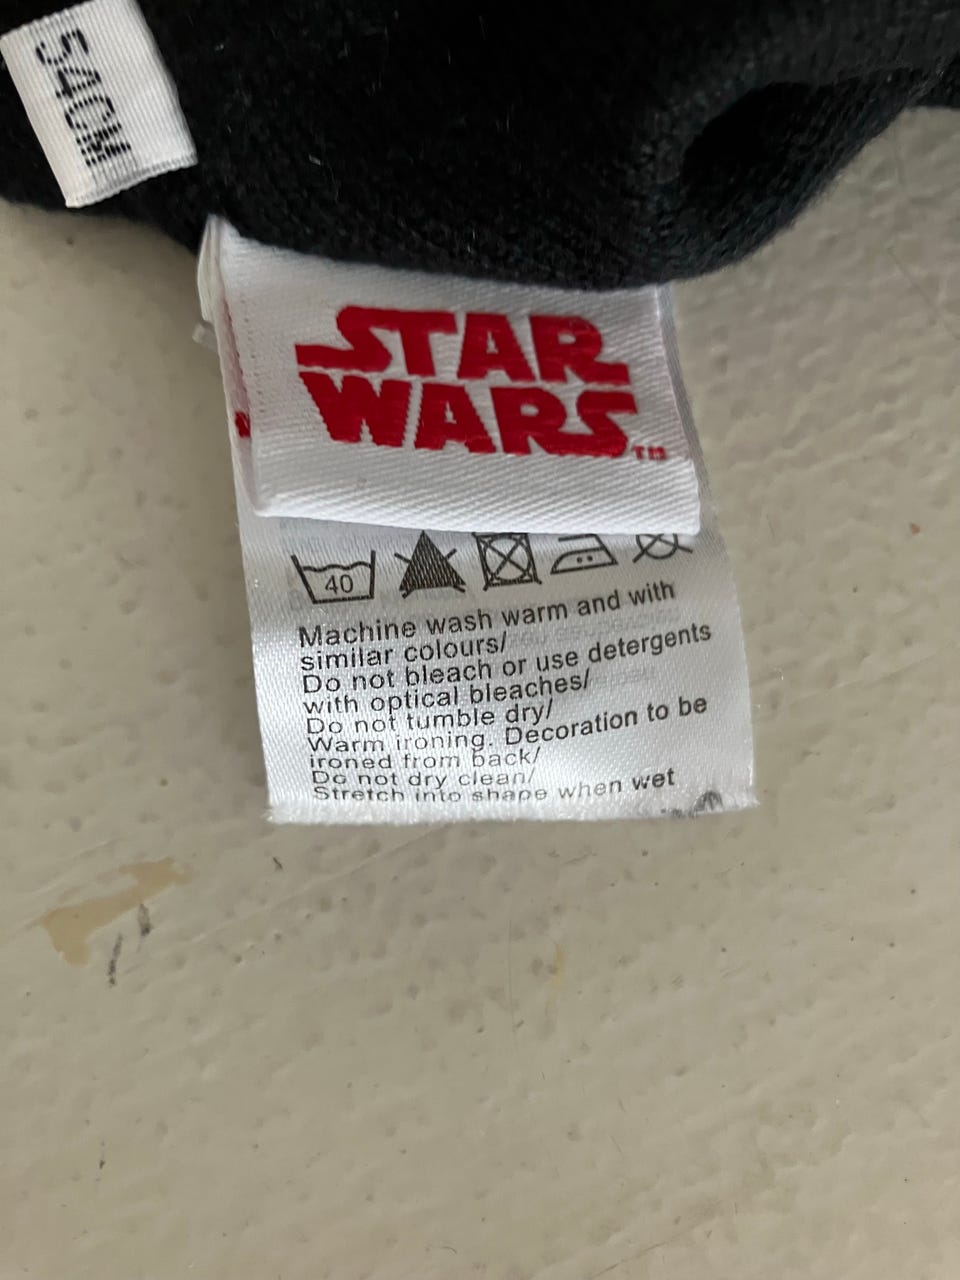 54CM
STAR
WARS™
40
Machine wash warm and with
similar colours/
Do not bleach or use detergents
with optical bleaches/
Do not tumble dry/
Warm ironing. Decoration to be
ironed from back/
Do not dry clean/
Stretch into shape when wet